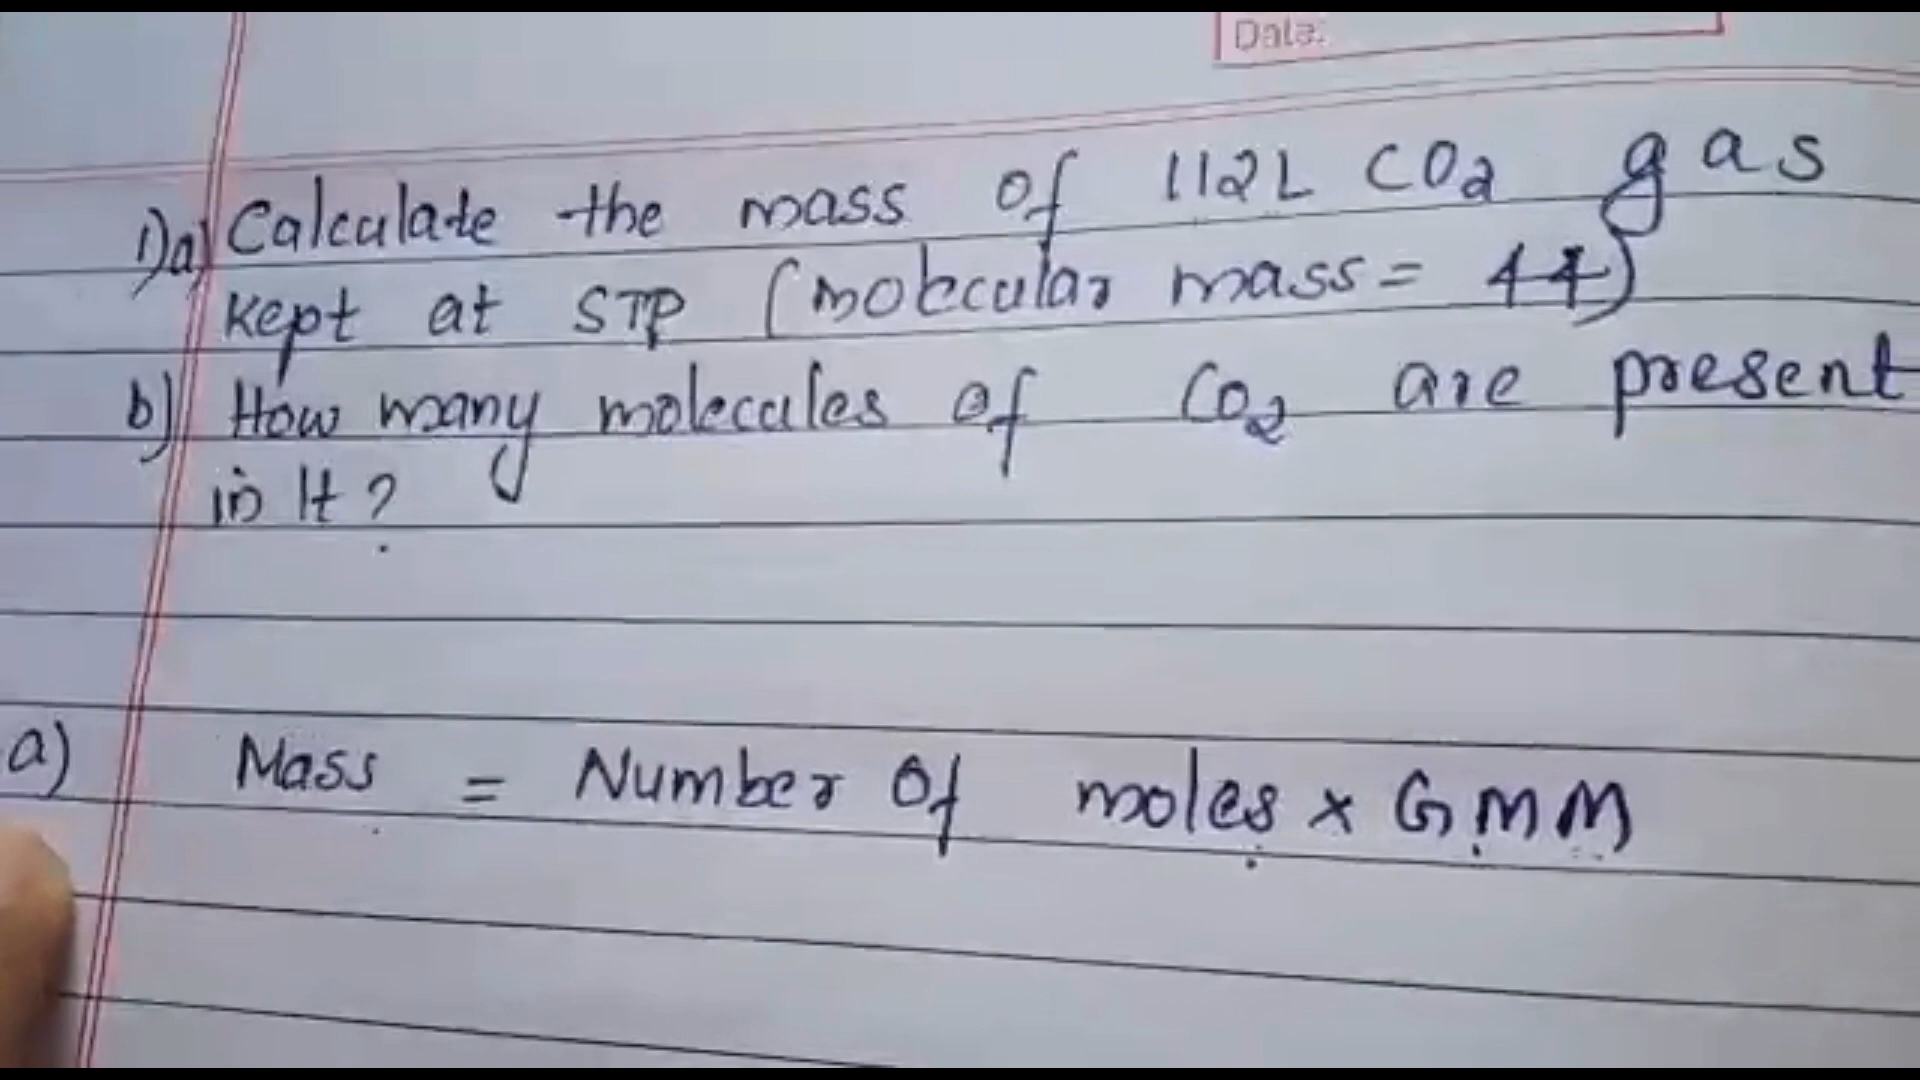 Date:
1)a) Calculate the mass of 112L CO2 gas
kept at STP (molecular mass = 44)
b) How many molecules of CO2 are present
in It ?
a) Mass = Number Of moles x GMM